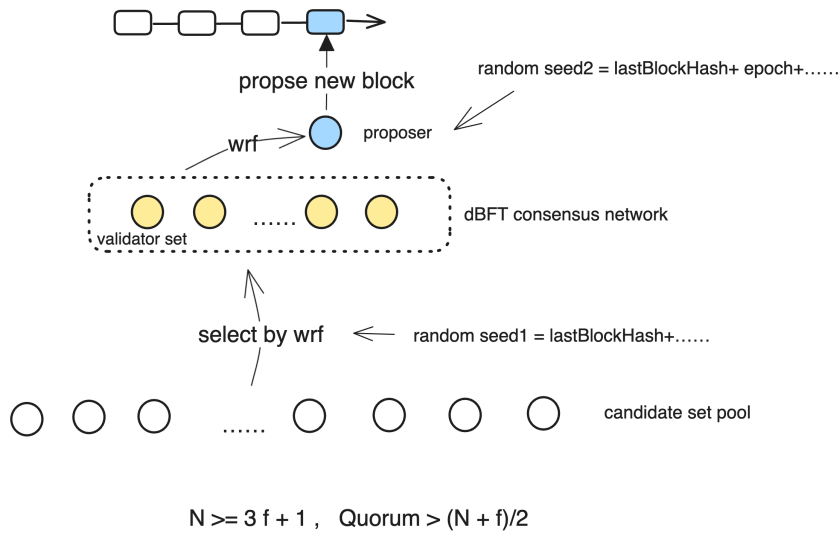 propse new block
random seed2 = lastBlockHash+ epoch+......
wrf
proposer
......
validator set
dBFT consensus network
select by wrf
random seed1 = lastBlockHash+......
......
candidate set pool
N >= 3 f + 1 , Quorum > (N + f)/2